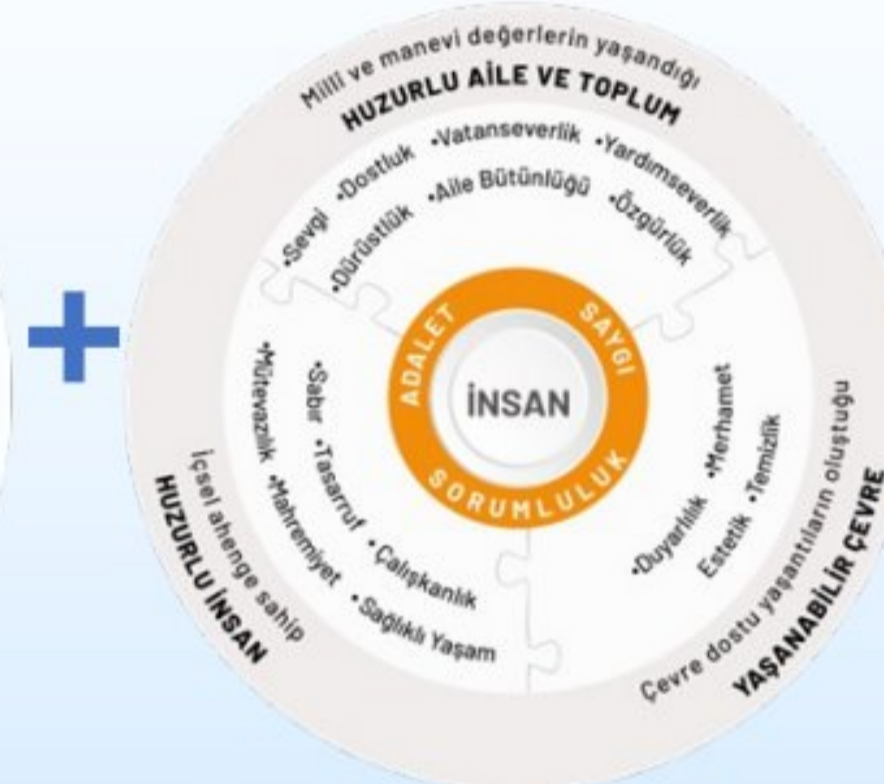 +
Millî ve manevi değerlerin yaşandığı
HUZURLU AİLE VE TOPLUM
•Sevgi •Dostluk •Vatanseverlik •Yardımseverlik
•Dürüstlük •Aile Bütünlüğü •Özgürlük
ADALET
SAYGI
SORUMLULUK
İNSAN
•Sabır •Tasarruf •Çalışkanlık
•Mütevazılık •Mahremiyet •Sağlıklı Yaşam
İçsel ahenge sahip
HUZURLU İNSAN
•Duyarlılık •Merhamet
Estetik •Temizlik
Çevre dostu yaşantıların oluştuğu
YAŞANABİLİR ÇEVRE